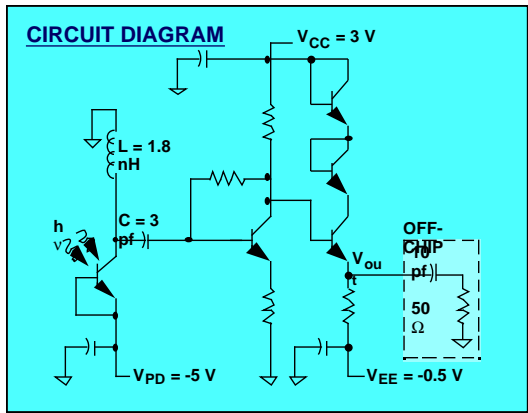 CIRCUIT DIAGRAM
VCC = 3 V
L = 1.8
nH
C = 3
pf
h
ν
OFF-
CHIP
10
pf
Vou
t
50
Ω
VPD = -5 V
VEE = -0.5 V